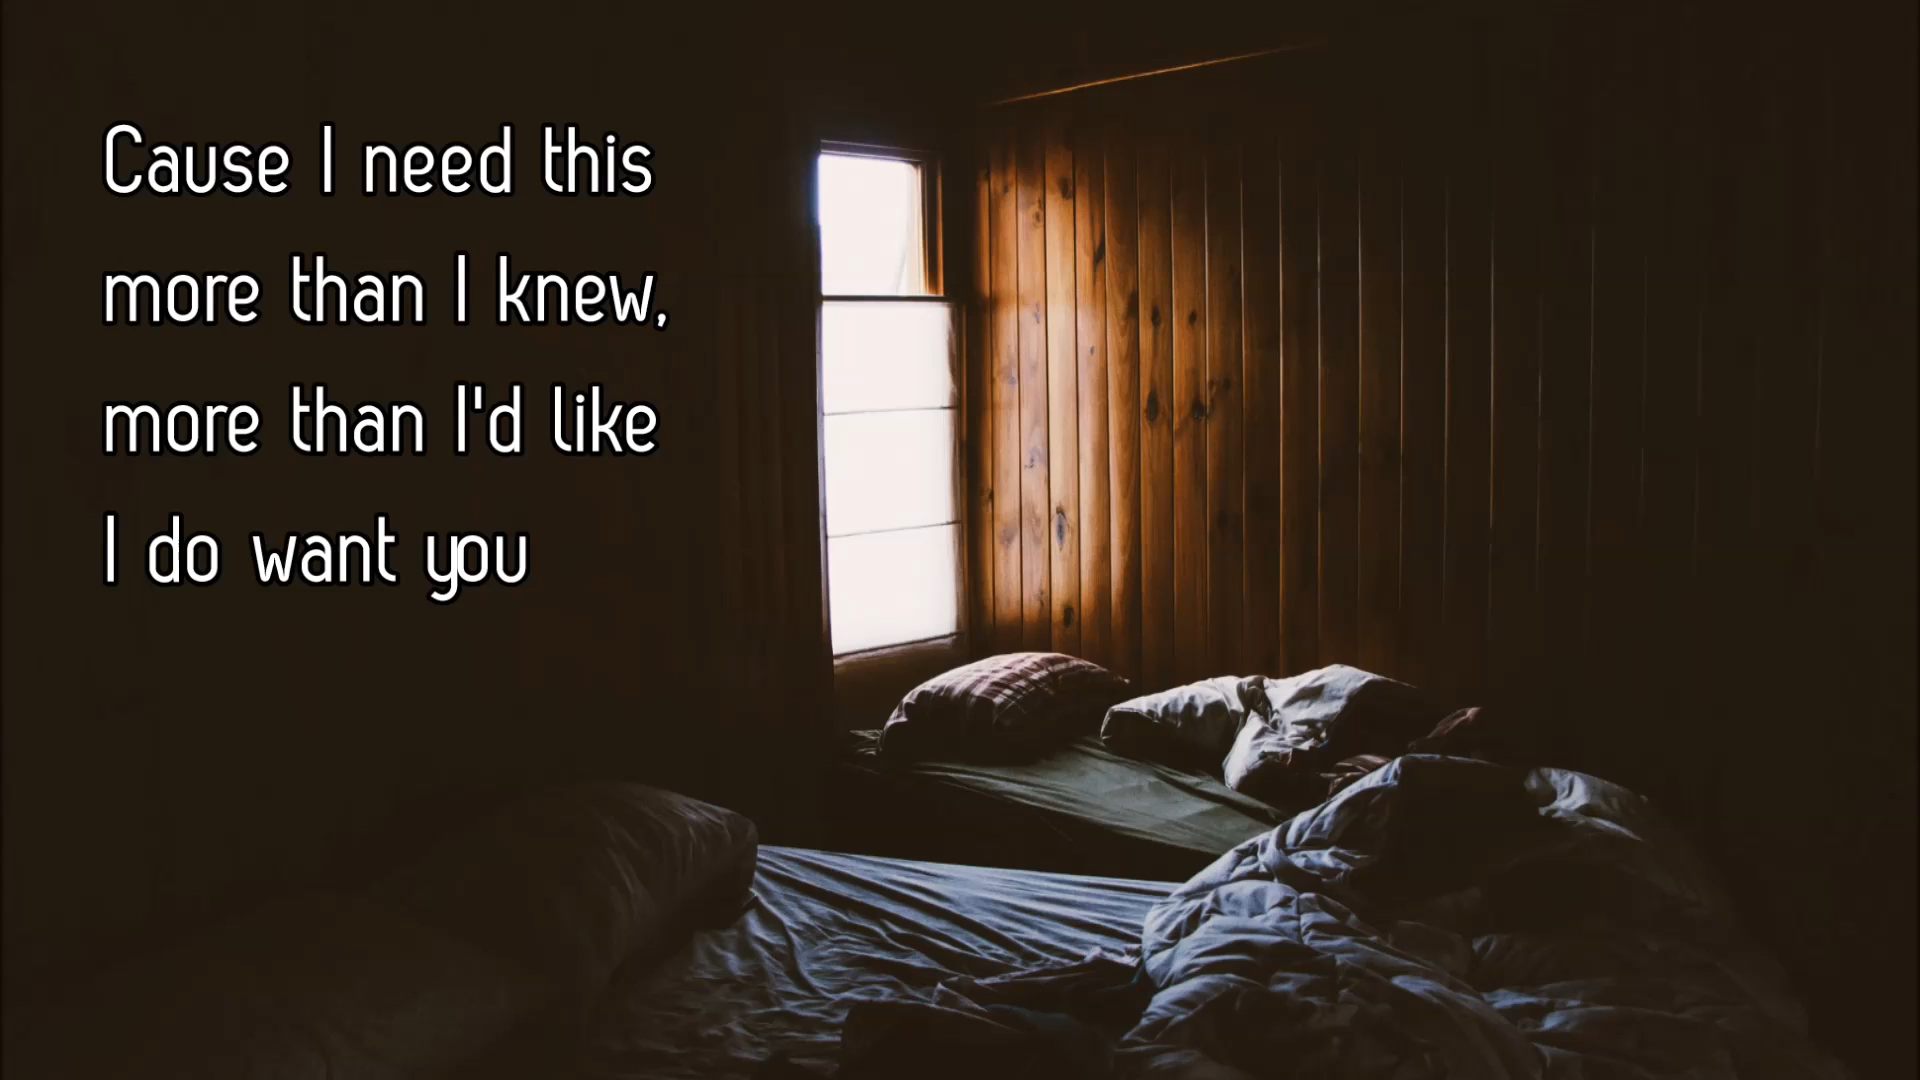 Cause I need this
more than I knew,
more than I'd like
I do want you